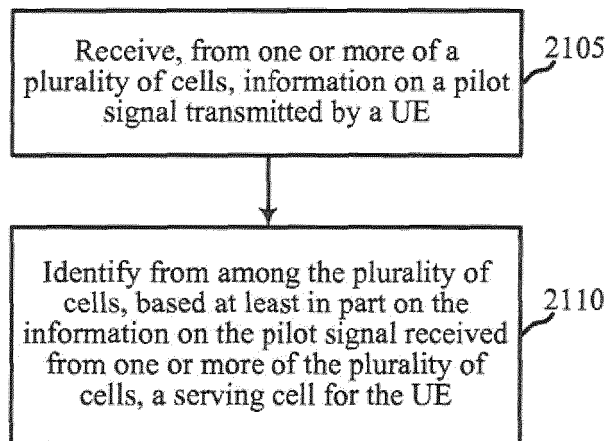 Receive, from one or more of a
plurality of cells, information on a pilot
signal transmitted by a UE
2105
Identify from among the plurality of
cells, based at least in part on the
information on the pilot signal received
from one or more of the plurality of
cells, a serving cell for the UE
2110